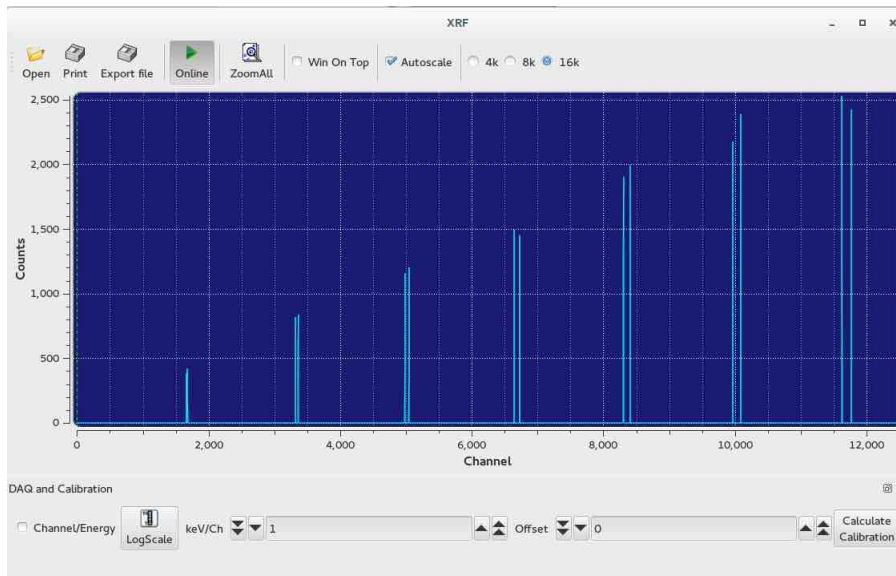 XRF
Open Print Export file Online ZoomAll Win On Top Autoscale 4k 8k 16k
2,500
2,000
1,500
1,000
500
0
Counts
0 2,000 4,000 6,000 8,000 10,000 12,000
Channel
DAQ and Calibration
Channel/Energy LogScale keV/Ch 1 Offset 0 Calculate
Calibration